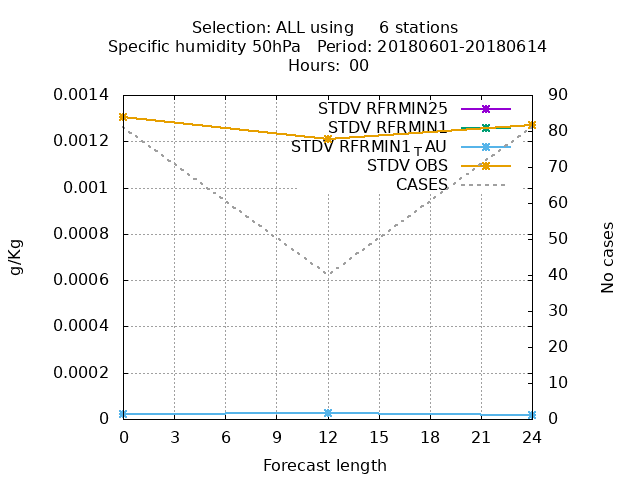 Selection: ALL using 6 stations
Specific humidity 50hPa Period: 20180601-20180614
Hours: 00
STDV RFRMIN25
STDV RFRMIN1
STDV RFRMIN1TAU
STDV OBS
CASES
0.0014
0.0012
0.001
0.0008
0.0006
0.0004
0.0002
0
g/Kg
90
80
70
60
50
40
30
20
10
0
No cases
0 3 6 9 12 15 18 21 24
Forecast length